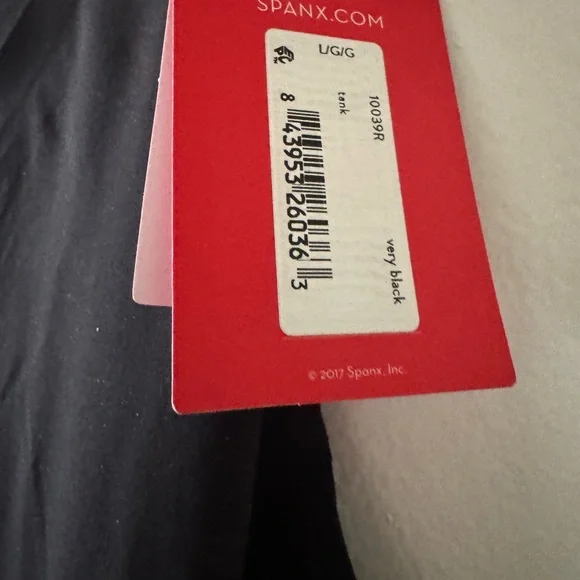 SPANX.COM
L/G/G
10039R
tank
very black
8 43953 26036 3
© 2017 Spanx, Inc.